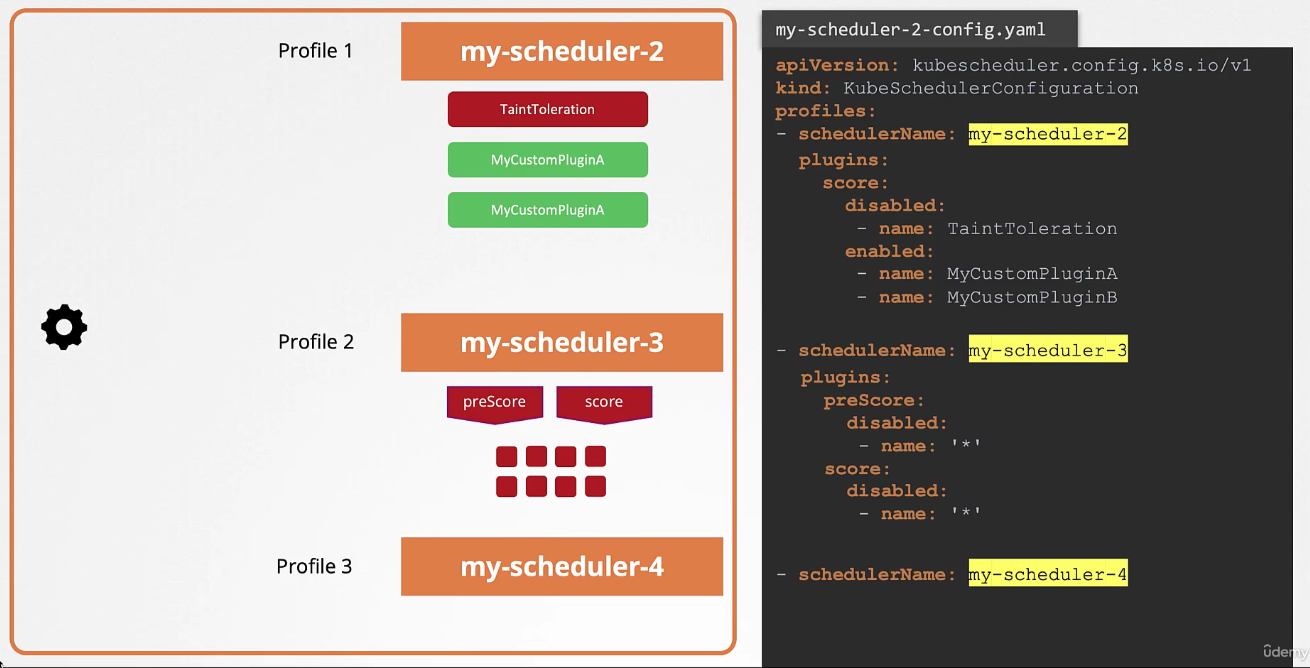 Profile 1
my-scheduler-2
TaintToleration
MyCustomPluginA
MyCustomPluginA
Profile 2
my-scheduler-3
preScore
score
Profile 3
my-scheduler-4
my-scheduler-2-config.yaml
apiVersion: kubescheduler.config.k8s.io/v1
kind: KubeSchedulerConfiguration
profiles:
- schedulerName: my-scheduler-2
  plugins:
    score:
      disabled:
       - name: TaintToleration
      enabled:
       - name: MyCustomPluginA
       - name: MyCustomPluginB
- schedulerName: my-scheduler-3
  plugins:
    preScore:
      disabled:
       - name: '*'
    score:
      disabled:
       - name: '*'
- schedulerName: my-scheduler-4
ûdemy